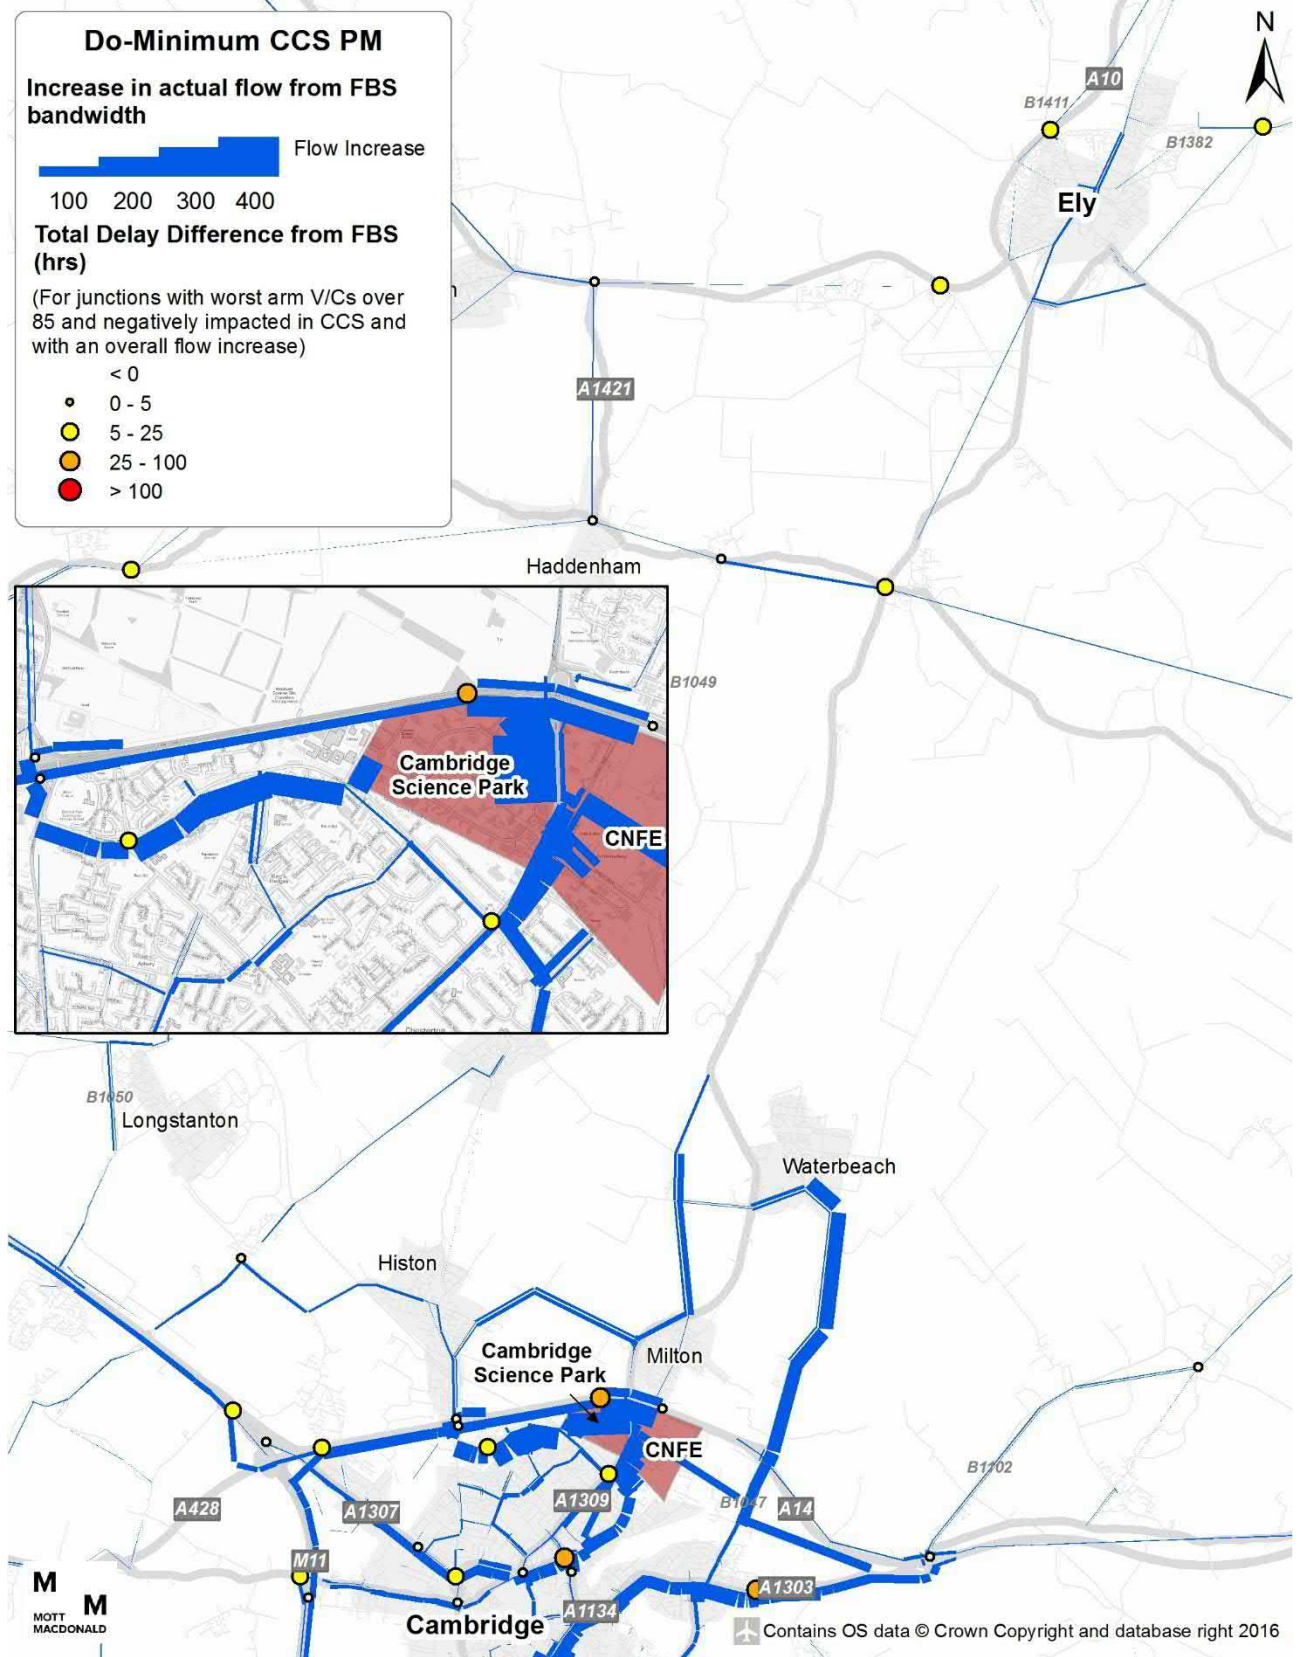 Do-Minimum CCS PM
Increase in actual flow from FBS
bandwidth
Flow Increase
100 200 300 400
Total Delay Difference from FBS
(hrs)
(For junctions with worst arm V/Cs over
85 and negatively impacted in CCS and
with an overall flow increase)
< 0
0 - 5
5 - 25
25 - 100
> 100
N
A10
B1411
B1382
Ely
A1421
Haddenham
B1049
Cambridge
Science Park
CNFE
Chesterton
B1050
Longstanton
Waterbeach
Histon
Cambridge
Science Park
Milton
CNFE
B1102
A428
A1307
A1309
B1047
A14
M11
A1303
A1134
Cambridge
M
M
MOTT
MACDONALD
Contains OS data © Crown Copyright and database right 2016